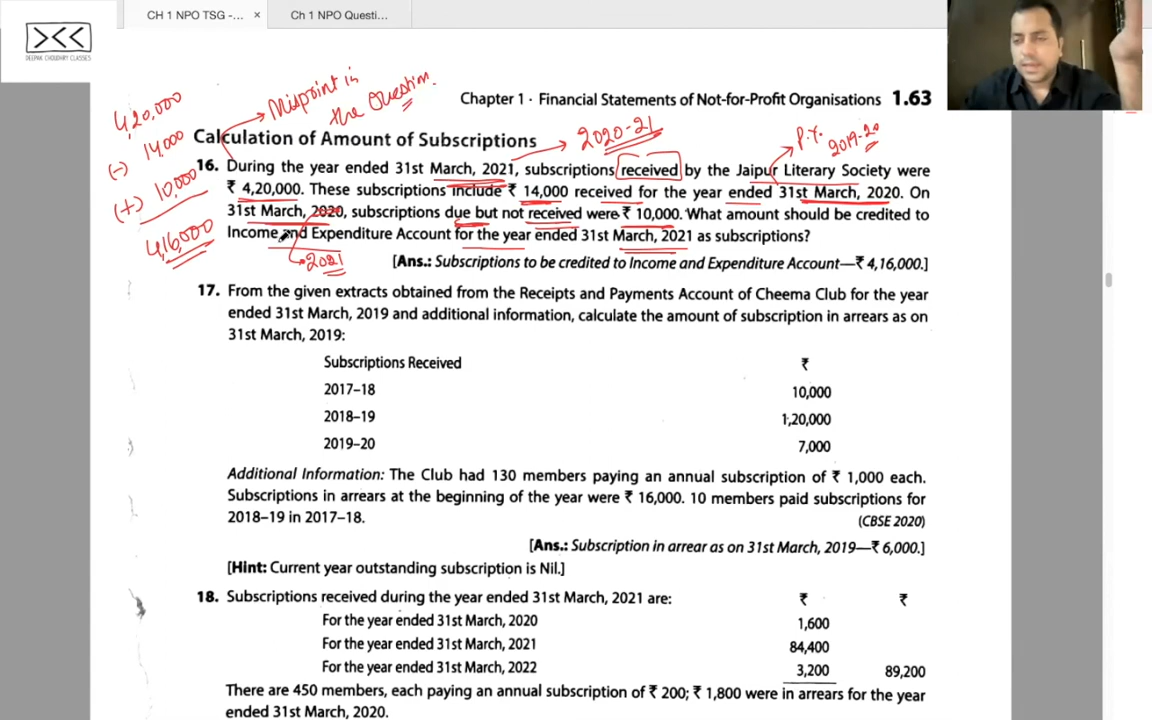 CH 1 NPO TSG -... ×
Ch 1 NPO Questi...
DEEPAK CHOUDHRY CLASSES
Misprint in
the Question.
4,20,000
(-) 14,000
(+) 10,000
4,16,000
Chapter 1 · Financial Statements of Not-for-Profit Organisations 1.63
Calculation of Amount of Subscriptions
2020-21
P.Y.
2019-20
16. During the year ended 31st March, 2021, subscriptions received by the Jaipur Literary Society were
₹ 4,20,000. These subscriptions include ₹ 14,000 received for the year ended 31st March, 2020. On
31st March, 2020, subscriptions due but not received were ₹ 10,000. What amount should be credited to
Income and Expenditure Account for the year ended 31st March, 2021 as subscriptions?
2021
[Ans.: Subscriptions to be credited to Income and Expenditure Account—₹ 4,16,000.]
17. From the given extracts obtained from the Receipts and Payments Account of Cheema Club for the year
ended 31st March, 2019 and additional information, calculate the amount of subscription in arrears as on
31st March, 2019:
Subscriptions Received ₹
2017–18 10,000
2018–19 1,20,000
2019–20 7,000
Additional Information: The Club had 130 members paying an annual subscription of ₹ 1,000 each.
Subscriptions in arrears at the beginning of the year were ₹ 16,000. 10 members paid subscriptions for
2018–19 in 2017–18. (CBSE 2020)
[Ans.: Subscription in arrear as on 31st March, 2019—₹ 6,000.]
[Hint: Current year outstanding subscription is Nil.]
18. Subscriptions received during the year ended 31st March, 2021 are: ₹ ₹
For the year ended 31st March, 2020 1,600
For the year ended 31st March, 2021 84,400
For the year ended 31st March, 2022 3,200 89,200
There are 450 members, each paying an annual subscription of ₹ 200; ₹ 1,800 were in arrears for the year
ended 31st March, 2020.